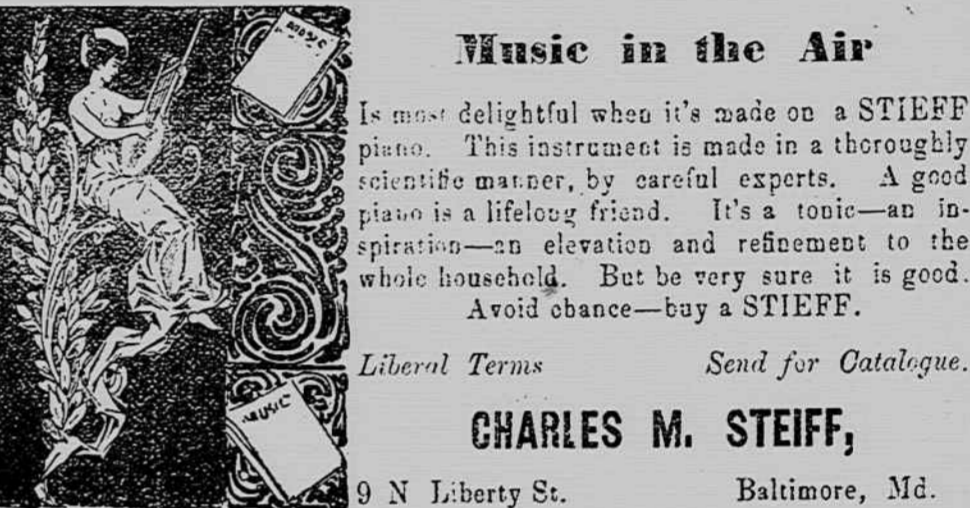 MUSIC
Music in the Air
Is most delightful when it's made on a STIEFF
piano. This instrument is made in a thoroughly
scientific manner, by careful experts. A good
piano is a lifelong friend. It's a tonic—an in-
spiration—an elevation and refinement to the
whole household. But be very sure it is good.
Avoid chance—buy a STIEFF.
Liberal Terms Send for Catalogue.
MUSIC
CHARLES M. STEIFF,
9 N Liberty St. Baltimore, Md.